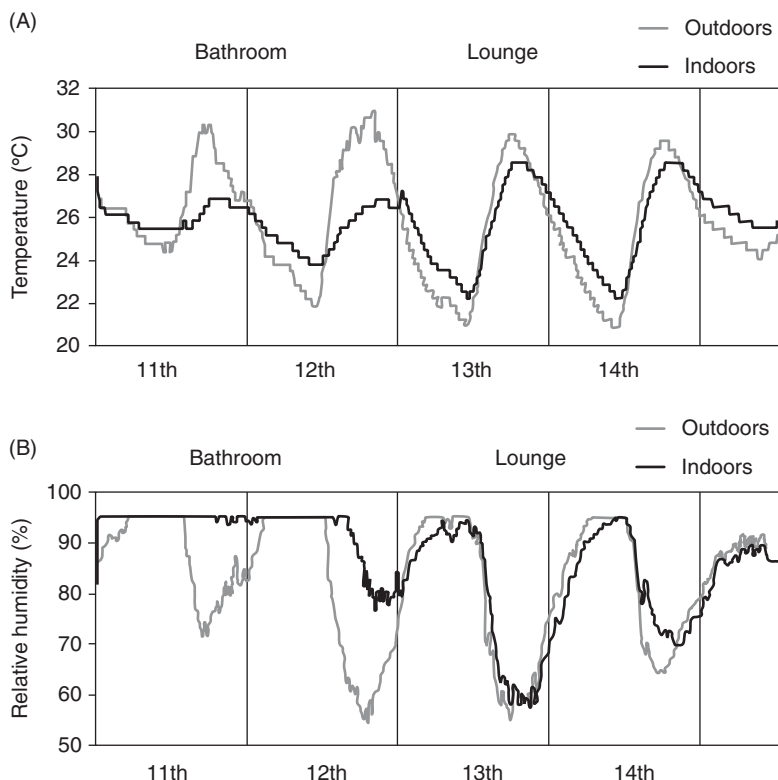 (A)
Bathroom Lounge
Outdoors
Indoors
Temperature (°C)
32
30
28
26
24
22
20
11th 12th 13th 14th
(B)
Bathroom Lounge
Outdoors
Indoors
Relative humidity (%)
100
90
80
70
60
50
11th 12th 13th 14th